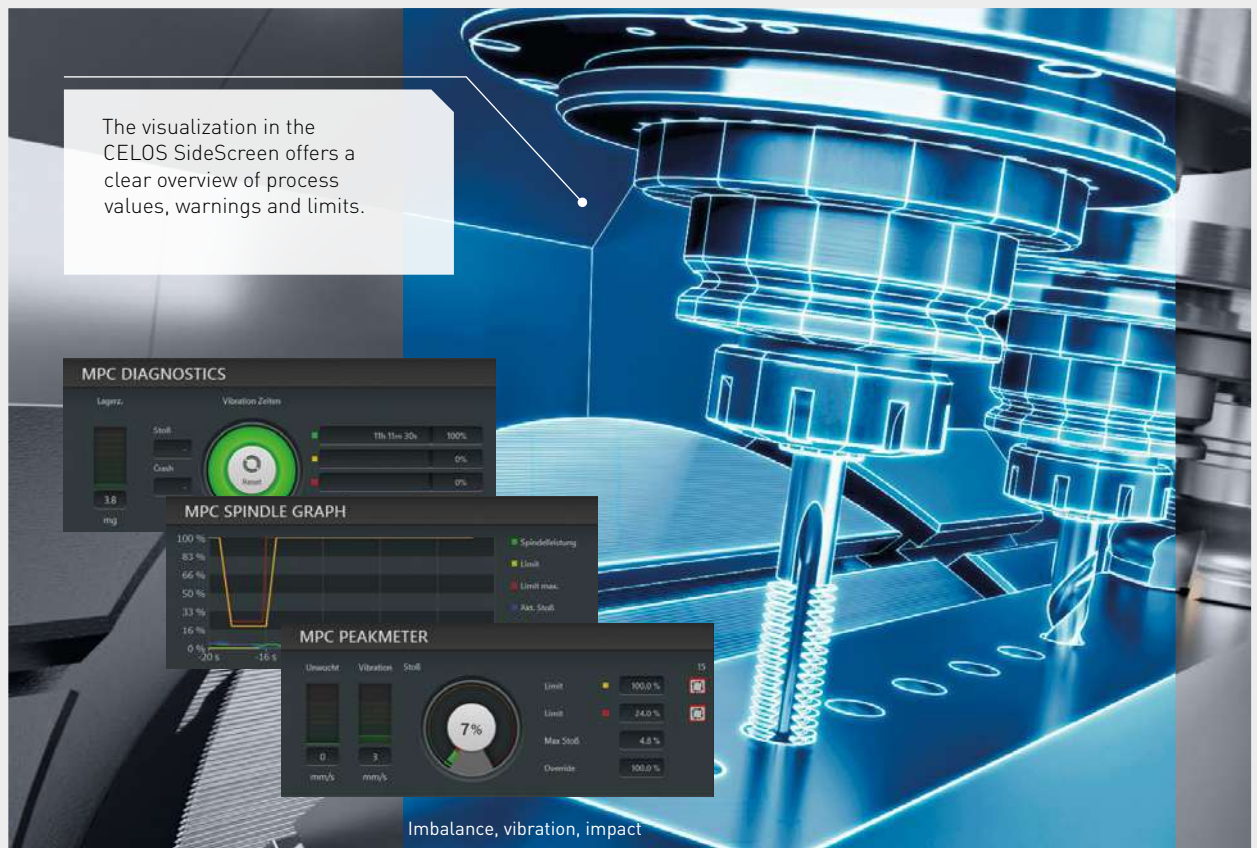 The visualization in the
CELOS SideScreen offers a
clear overview of process
values, warnings and limits.
MPC DIAGNOSTICS
Lagerz.
Vibration Zeiten
Stoß
-
Crash
-
Reset
11h 11m 30s 100%
0%
0%
3.8
mg
MPC SPINDLE GRAPH
100 %
83 %
66 %
50 %
33 %
16 %
0 %
-20 s -16 s
Spindelleistung
Limit
Limit max.
Akt. Stoß
MPC PEAKMETER
Unwucht Vibration Stoß
0
mm/s
3
mm/s
7%
15
Limit 100.0 %
Limit 24.0 %
Max Stoß 4.8 %
Override 100.0 %
Imbalance, vibration, impact